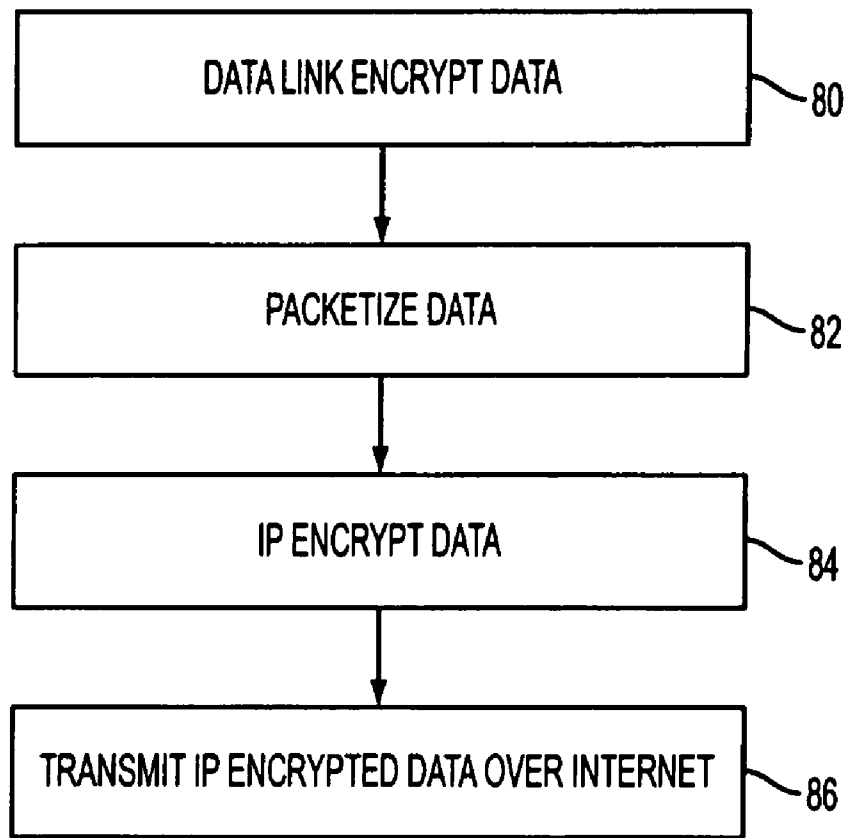 DATA LINK ENCRYPT DATA
80
PACKETIZE DATA
82
IP ENCRYPT DATA
84
TRANSMIT IP ENCRYPTED DATA OVER INTERNET
86